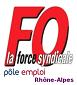 FO
la force syndicale
pôle emploi
Rhône-Alpes